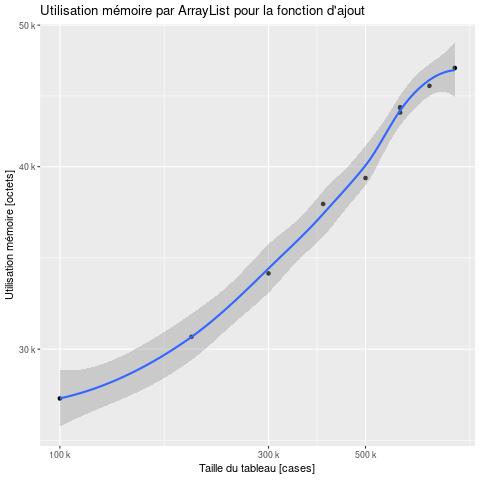 Utilisation mémoire par ArrayList pour la fonction d'ajout
50 k
40 k
30 k
Utilisation mémoire [octets]
100 k
300 k
500 k
Taille du tableau [cases]